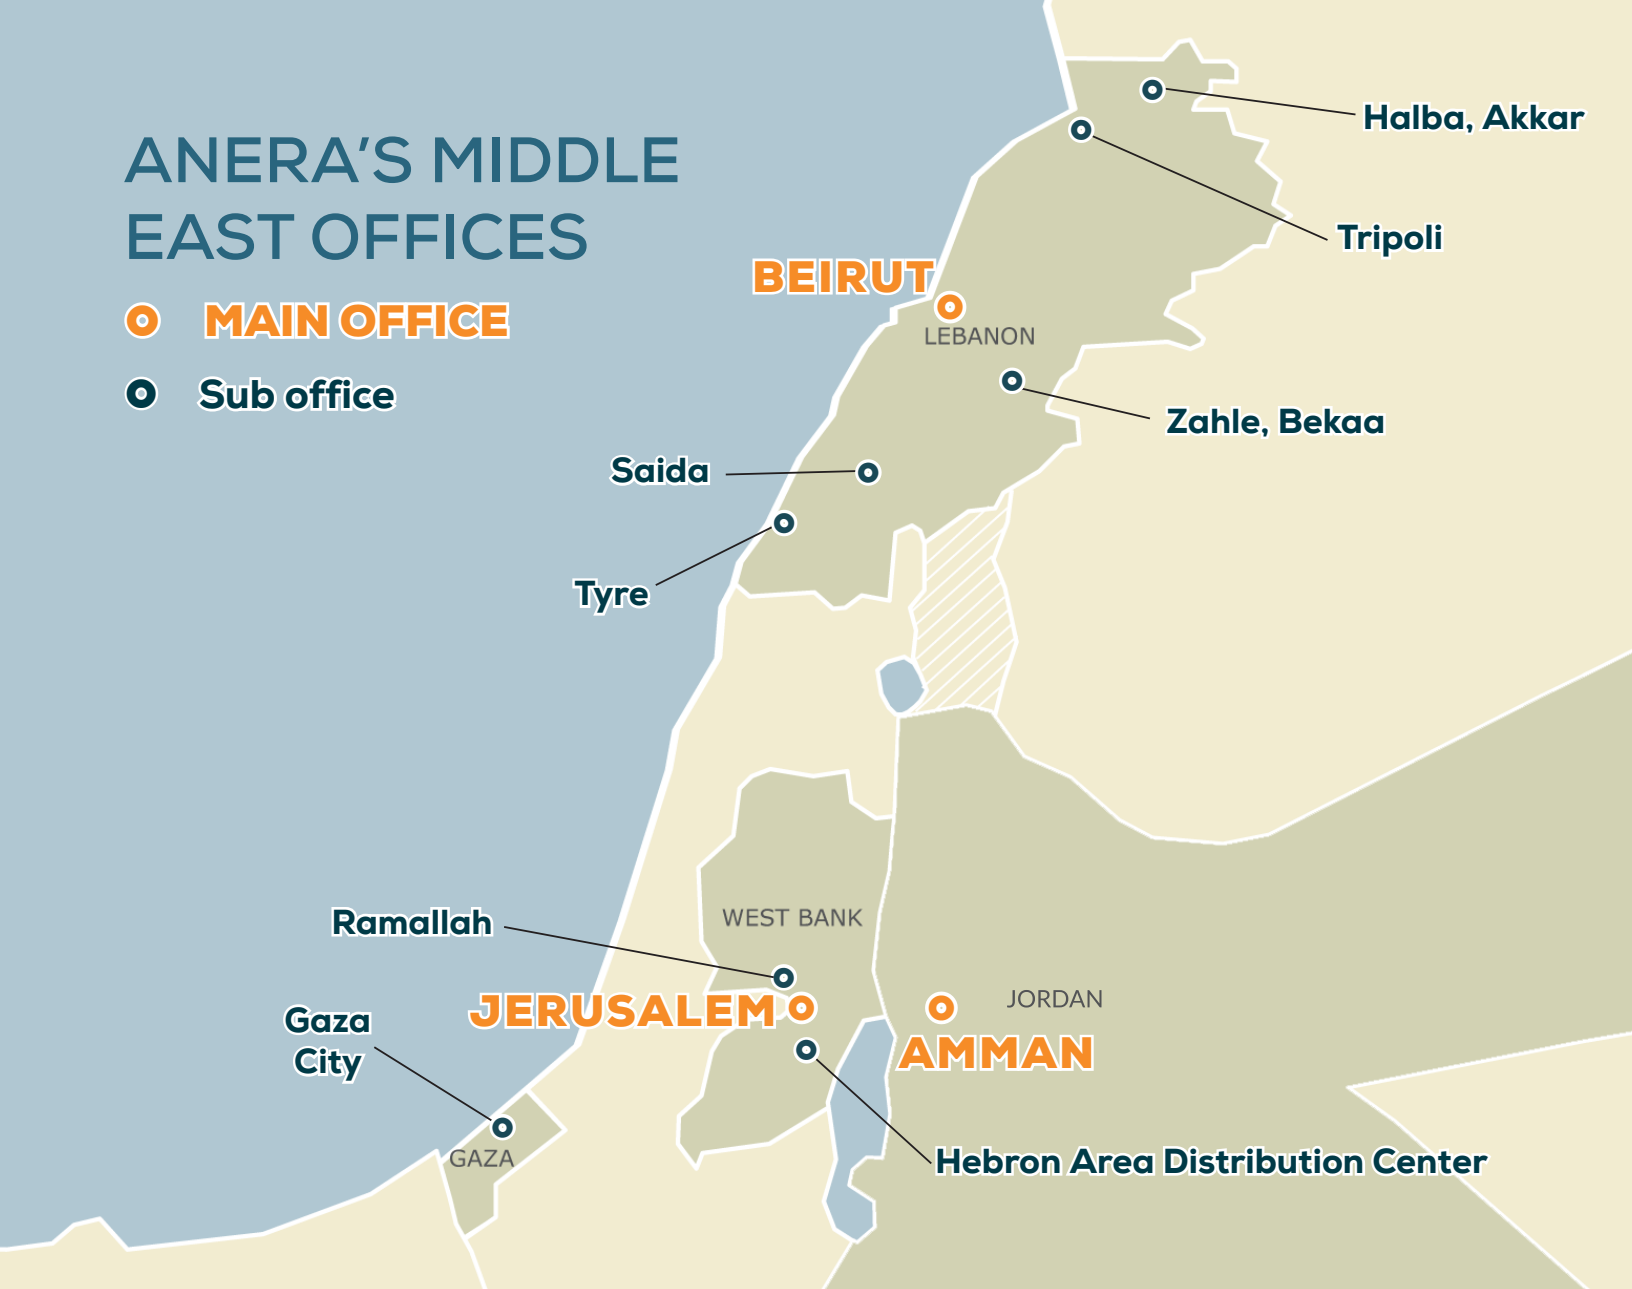 ANERA'S MIDDLE
EAST OFFICES
MAIN OFFICE
Sub office
Halba, Akkar
Tripoli
BEIRUT
LEBANON
Zahle, Bekaa
Saida
Tyre
WEST BANK
Ramallah
JERUSALEM
JORDAN
AMMAN
Gaza
City
GAZA
Hebron Area Distribution Center